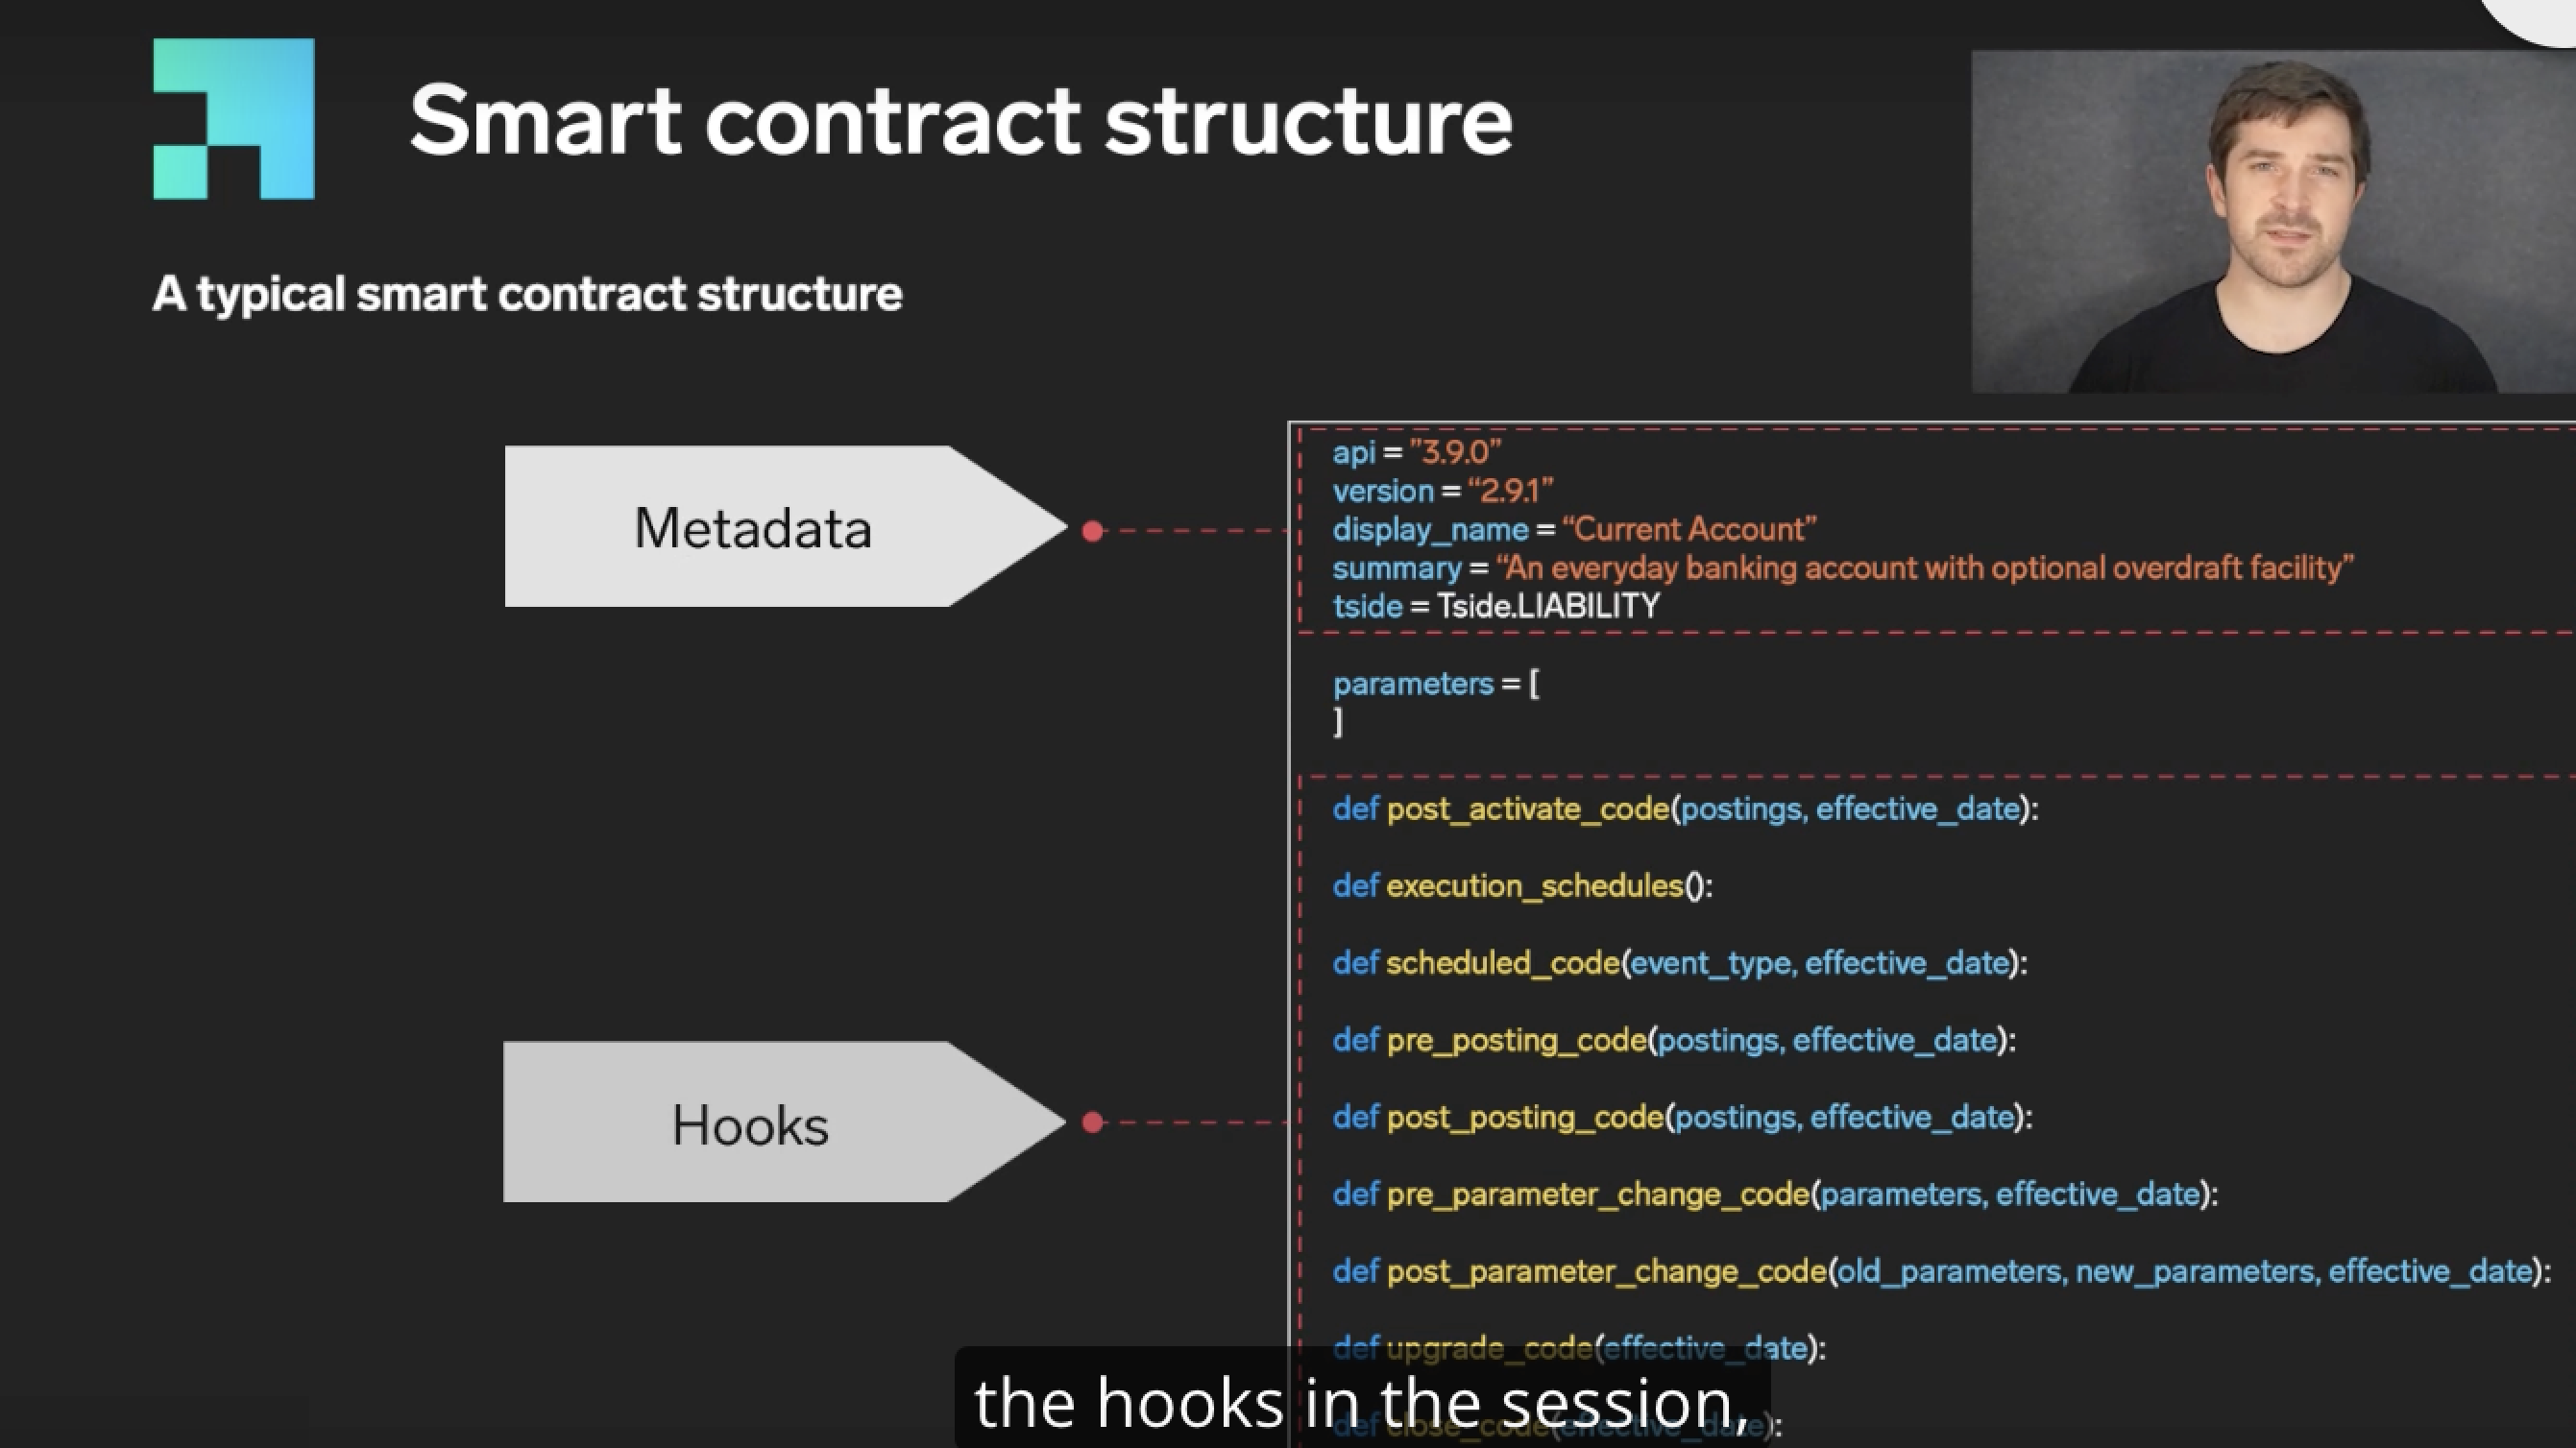 Smart contract structure
A typical smart contract structure
Metadata
api = ”3.9.0”
version = “2.9.1”
display_name = “Current Account”
summary = “An everyday banking account with optional overdraft facility”
tside = Tside.LIABILITY
parameters = [
]
Hooks
def post_activate_code(postings, effective_date):
def execution_schedules():
def scheduled_code(event_type, effective_date):
def pre_posting_code(postings, effective_date):
def post_posting_code(postings, effective_date):
def pre_parameter_change_code(parameters, effective_date):
def post_parameter_change_code(old_parameters, new_parameters, effective_date):
def upgrade_code(effective_date):
def close_code(effective_date):
the hooks in the session,